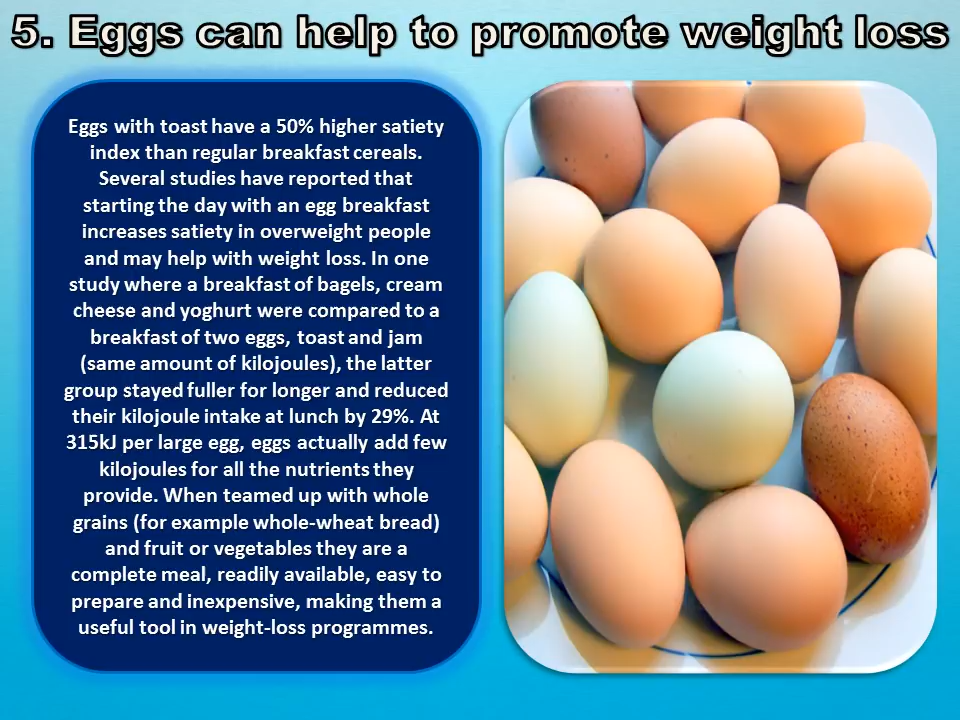 5. Eggs can help to promote weight loss
Eggs with toast have a 50% higher satiety
index than regular breakfast cereals.
Several studies have reported that
starting the day with an egg breakfast
increases satiety in overweight people
and may help with weight loss. In one
study where a breakfast of bagels, cream
cheese and yoghurt were compared to a
breakfast of two eggs, toast and jam
(same amount of kilojoules), the latter
group stayed fuller for longer and reduced
their kilojoule intake at lunch by 29%. At
315kJ per large egg, eggs actually add few
kilojoules for all the nutrients they
provide. When teamed up with whole
grains (for example whole-wheat bread)
and fruit or vegetables they are a
complete meal, readily available, easy to
prepare and inexpensive, making them a
useful tool in weight-loss programmes.